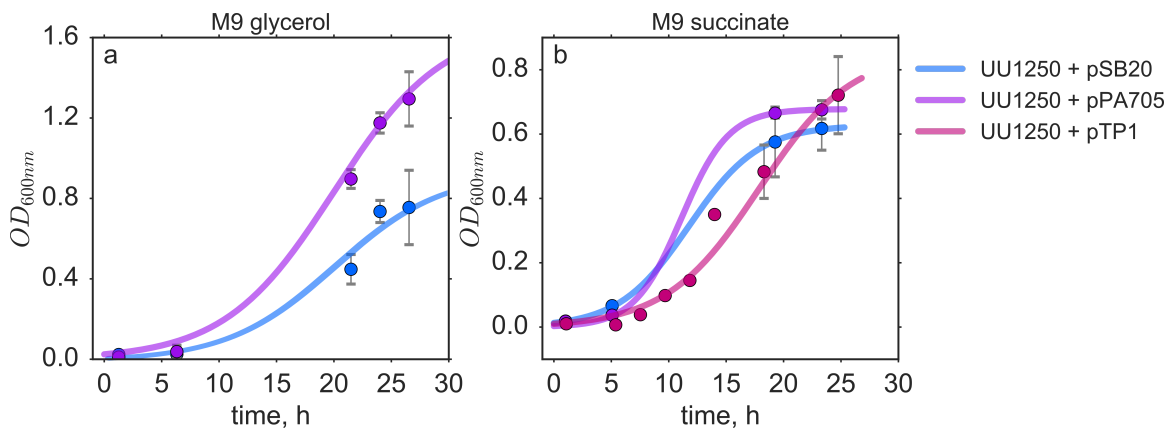 M9 glycerol
M9 succinate
a
b
1.6
1.2
0.8
0.4
0.0
0.8
0.6
0.4
0.2
0.0
OD600nm
OD600nm
0 5 10 15 20 25 30
0 5 10 15 20 25 30
time, h
time, h
UU1250 + pSB20
UU1250 + pPA705
UU1250 + pTP1